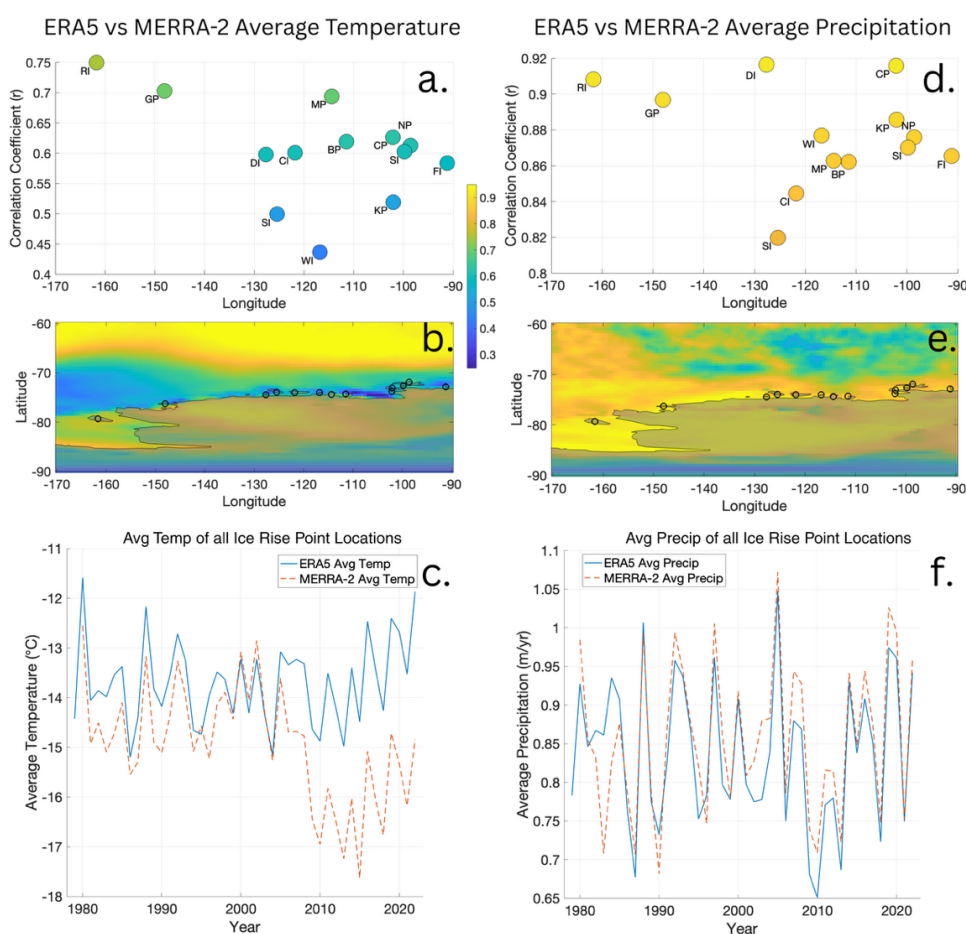 ERA5 vs MERRA-2 Average Temperature
a.
Correlation Coefficient (r)
0.75
0.7
0.65
0.6
0.55
0.5
0.45
0.4
RI
GP
MP
NP
CP
BP
DI
CI
SI
FI
KP
SI
WI
-170 -160 -150 -140 -130 -120 -110 -100 -90
Longitude
0.9
0.8
0.7
0.6
0.5
0.4
0.3
b.
Latitude
-60
-70
-80
-90
-170 -160 -150 -140 -130 -120 -110 -100 -90
Longitude
Avg Temp of all Ice Rise Point Locations
ERA5 Avg Temp
MERRA-2 Avg Temp
c.
Average Temperature (°C)
-11
-12
-13
-14
-15
-16
-17
-18
1980 1990 2000 2010 2020
Year
ERA5 vs MERRA-2 Average Precipitation
d.
Correlation Coefficient (r)
0.92
0.9
0.88
0.86
0.84
0.82
0.8
DI
CP
RI
GP
KP
NP
WI
SI
MP
BP
FI
CI
SI
-170 -160 -150 -140 -130 -120 -110 -100 -90
Longitude
e.
Latitude
-60
-70
-80
-90
-170 -160 -150 -140 -130 -120 -110 -100 -90
Longitude
Avg Precip of all Ice Rise Point Locations
ERA5 Avg Precip
MERRA-2 Avg Precip
f.
Average Precipitation (m/yr)
1.1
1.05
1
0.95
0.9
0.85
0.8
0.75
0.7
0.65
1980 1990 2000 2010 2020
Year